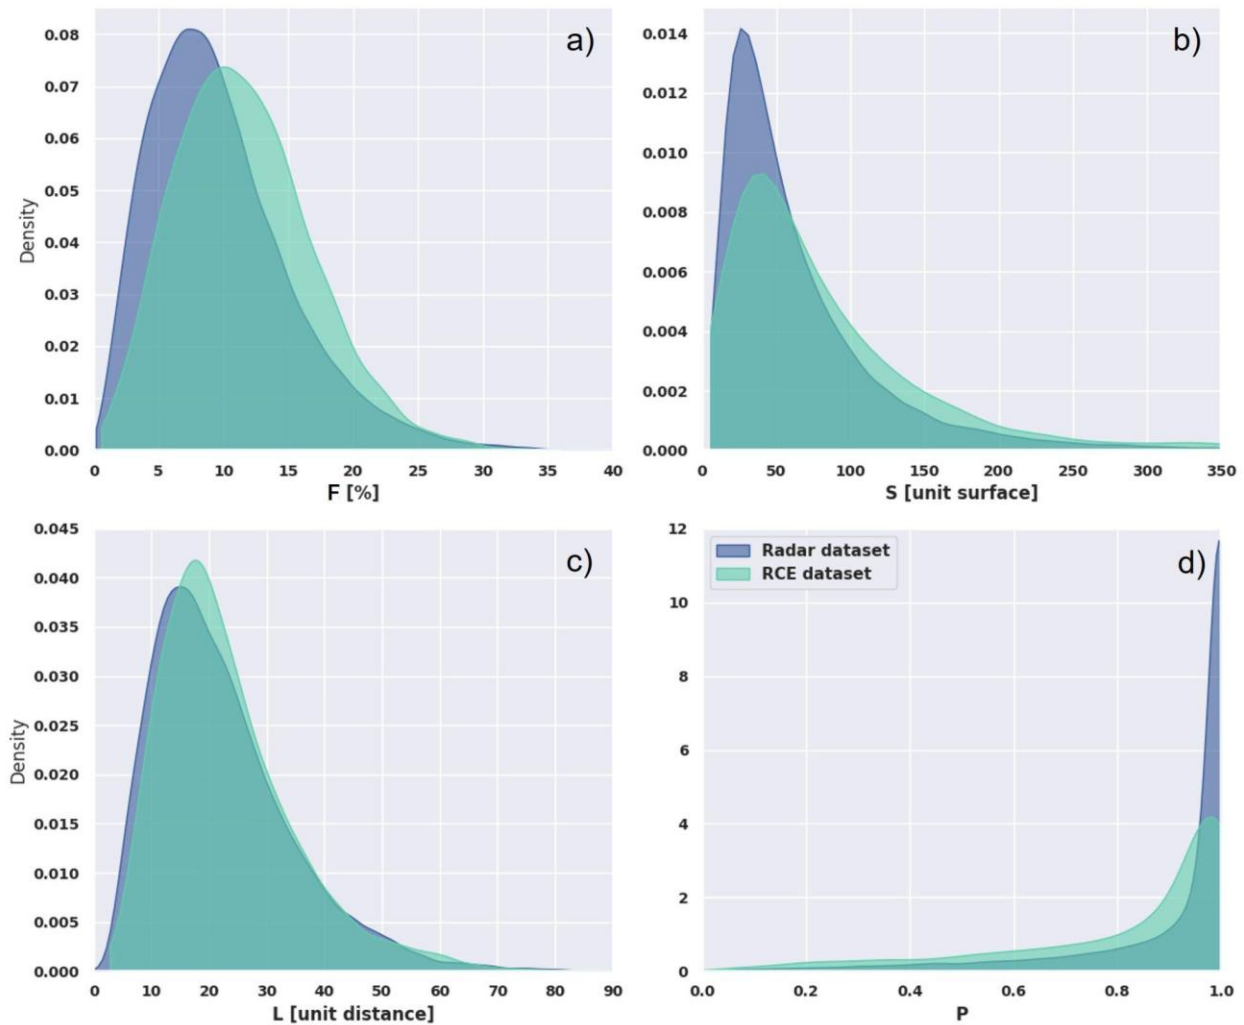 a)
Density
0.08
0.07
0.06
0.05
0.04
0.03
0.02
0.01
0.00
0 5 10 15 20 25 30 35 40
F [%]
b)
0.014
0.012
0.010
0.008
0.006
0.004
0.002
0.000
0 50 100 150 200 250 300 350
S [unit surface]
c)
Density
0.045
0.040
0.035
0.030
0.025
0.020
0.015
0.010
0.005
0.000
0 10 20 30 40 50 60 70 80 90
L [unit distance]
d)
Radar dataset
RCE dataset
12
10
8
6
4
2
0
0.0 0.2 0.4 0.6 0.8 1.0
P